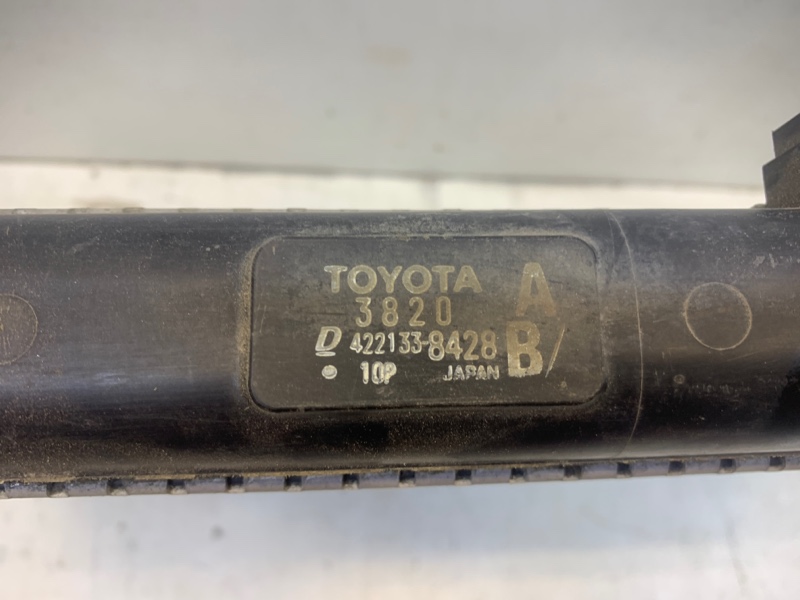 TOYOTA A
3820
D 422133-8428 B/
• 10P JAPAN